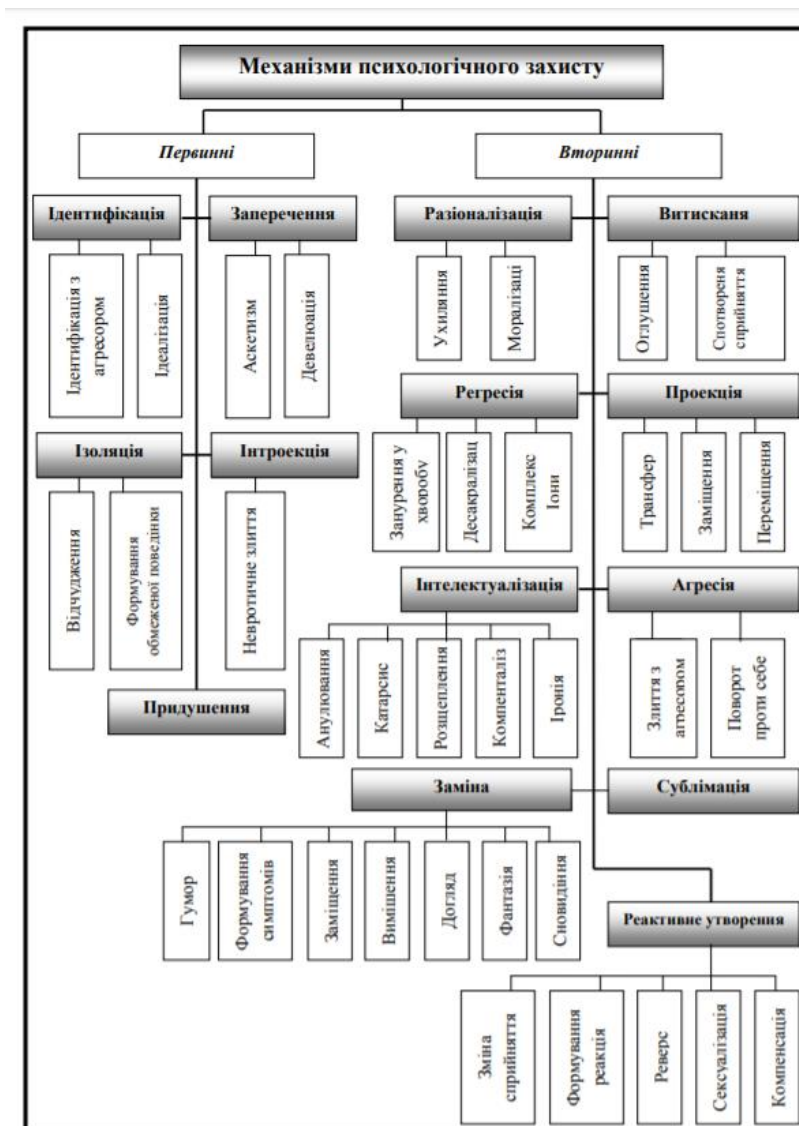 Механізми психологічного захисту
Первинні
Вторинні
Ідентифікація
Заперечення
Разіоналізація
Витисканя
Ідентифікація з
агресором
Ідеалізація
Аскетизм
Девелюоація
Ухиляння
Моралізаці
Оглушення
Спотвореня
сприйняття
Регресія
Проекція
Ізоляція
Інтроекція
Занурення у
хворобу
Десакралізац
Комплекс
Іони
Трансфер
Заміщення
Переміщення
Відчудження
Формування
обмеженої поведінки
Невротичне злиття
Інтелектуалізація
Агресія
Придушення
Анулювання
Катарсис
Розщеплення
Компенталіз
Іронія
Злиття з
агресором
Поворот
проти себе
Заміна
Сублімація
Гумор
Формування
симптомів
Заміщення
Вимішення
Догляд
Фантазія
Сновидіння
Реактивне утворення
Зміна
сприйняття
Формування
реакція
Реверс
Сексуалізація
Компенсація